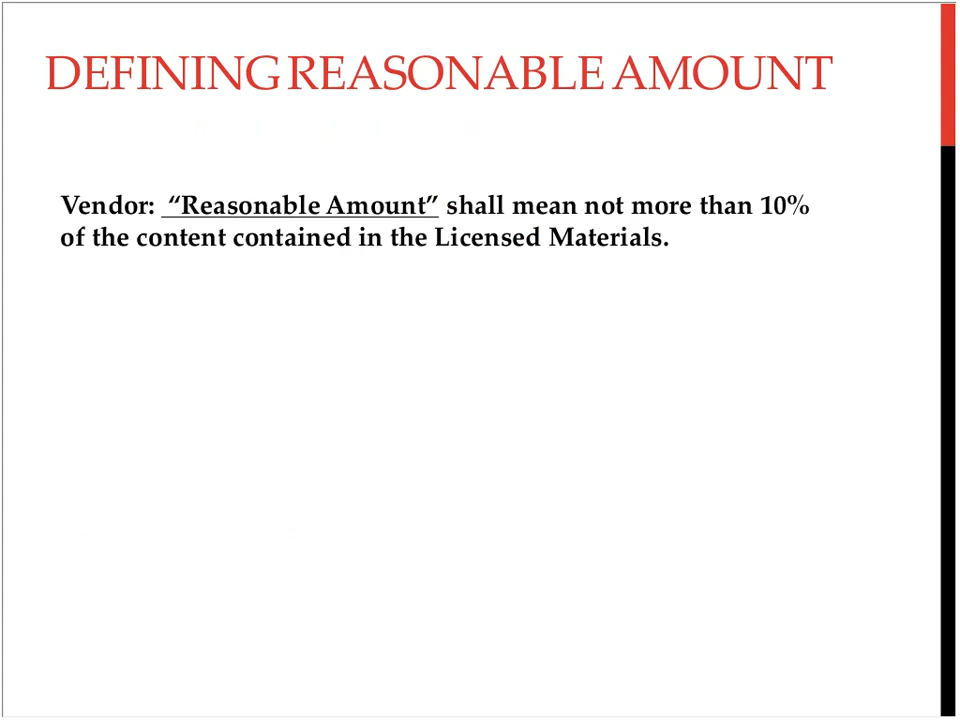 DEFINING REASONABLE AMOUNT
Vendor: “Reasonable Amount” shall mean not more than 10%
of the content contained in the Licensed Materials.